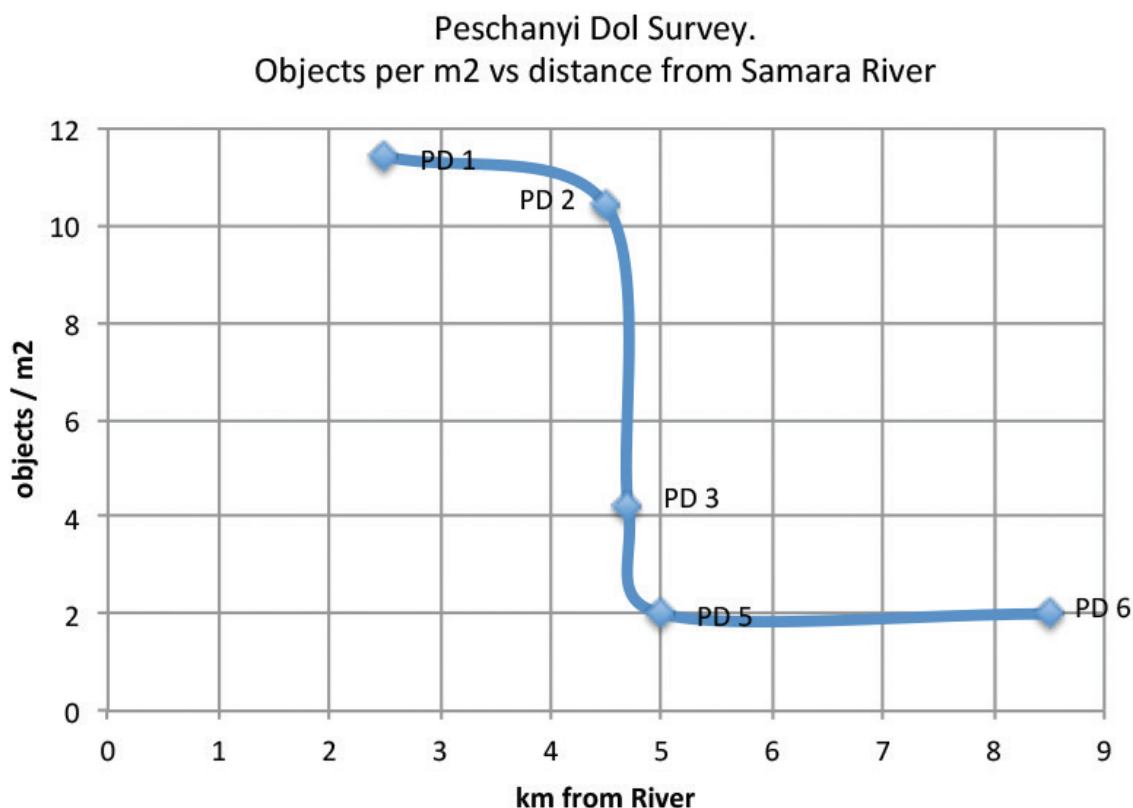 Peschanyi Dol Survey.
Objects per m2 vs distance from Samara River
12
10
8
6
4
2
0
objects / m2
PD 1
PD 2
PD 3
PD 5
PD 6
0 1 2 3 4 5 6 7 8 9
km from River